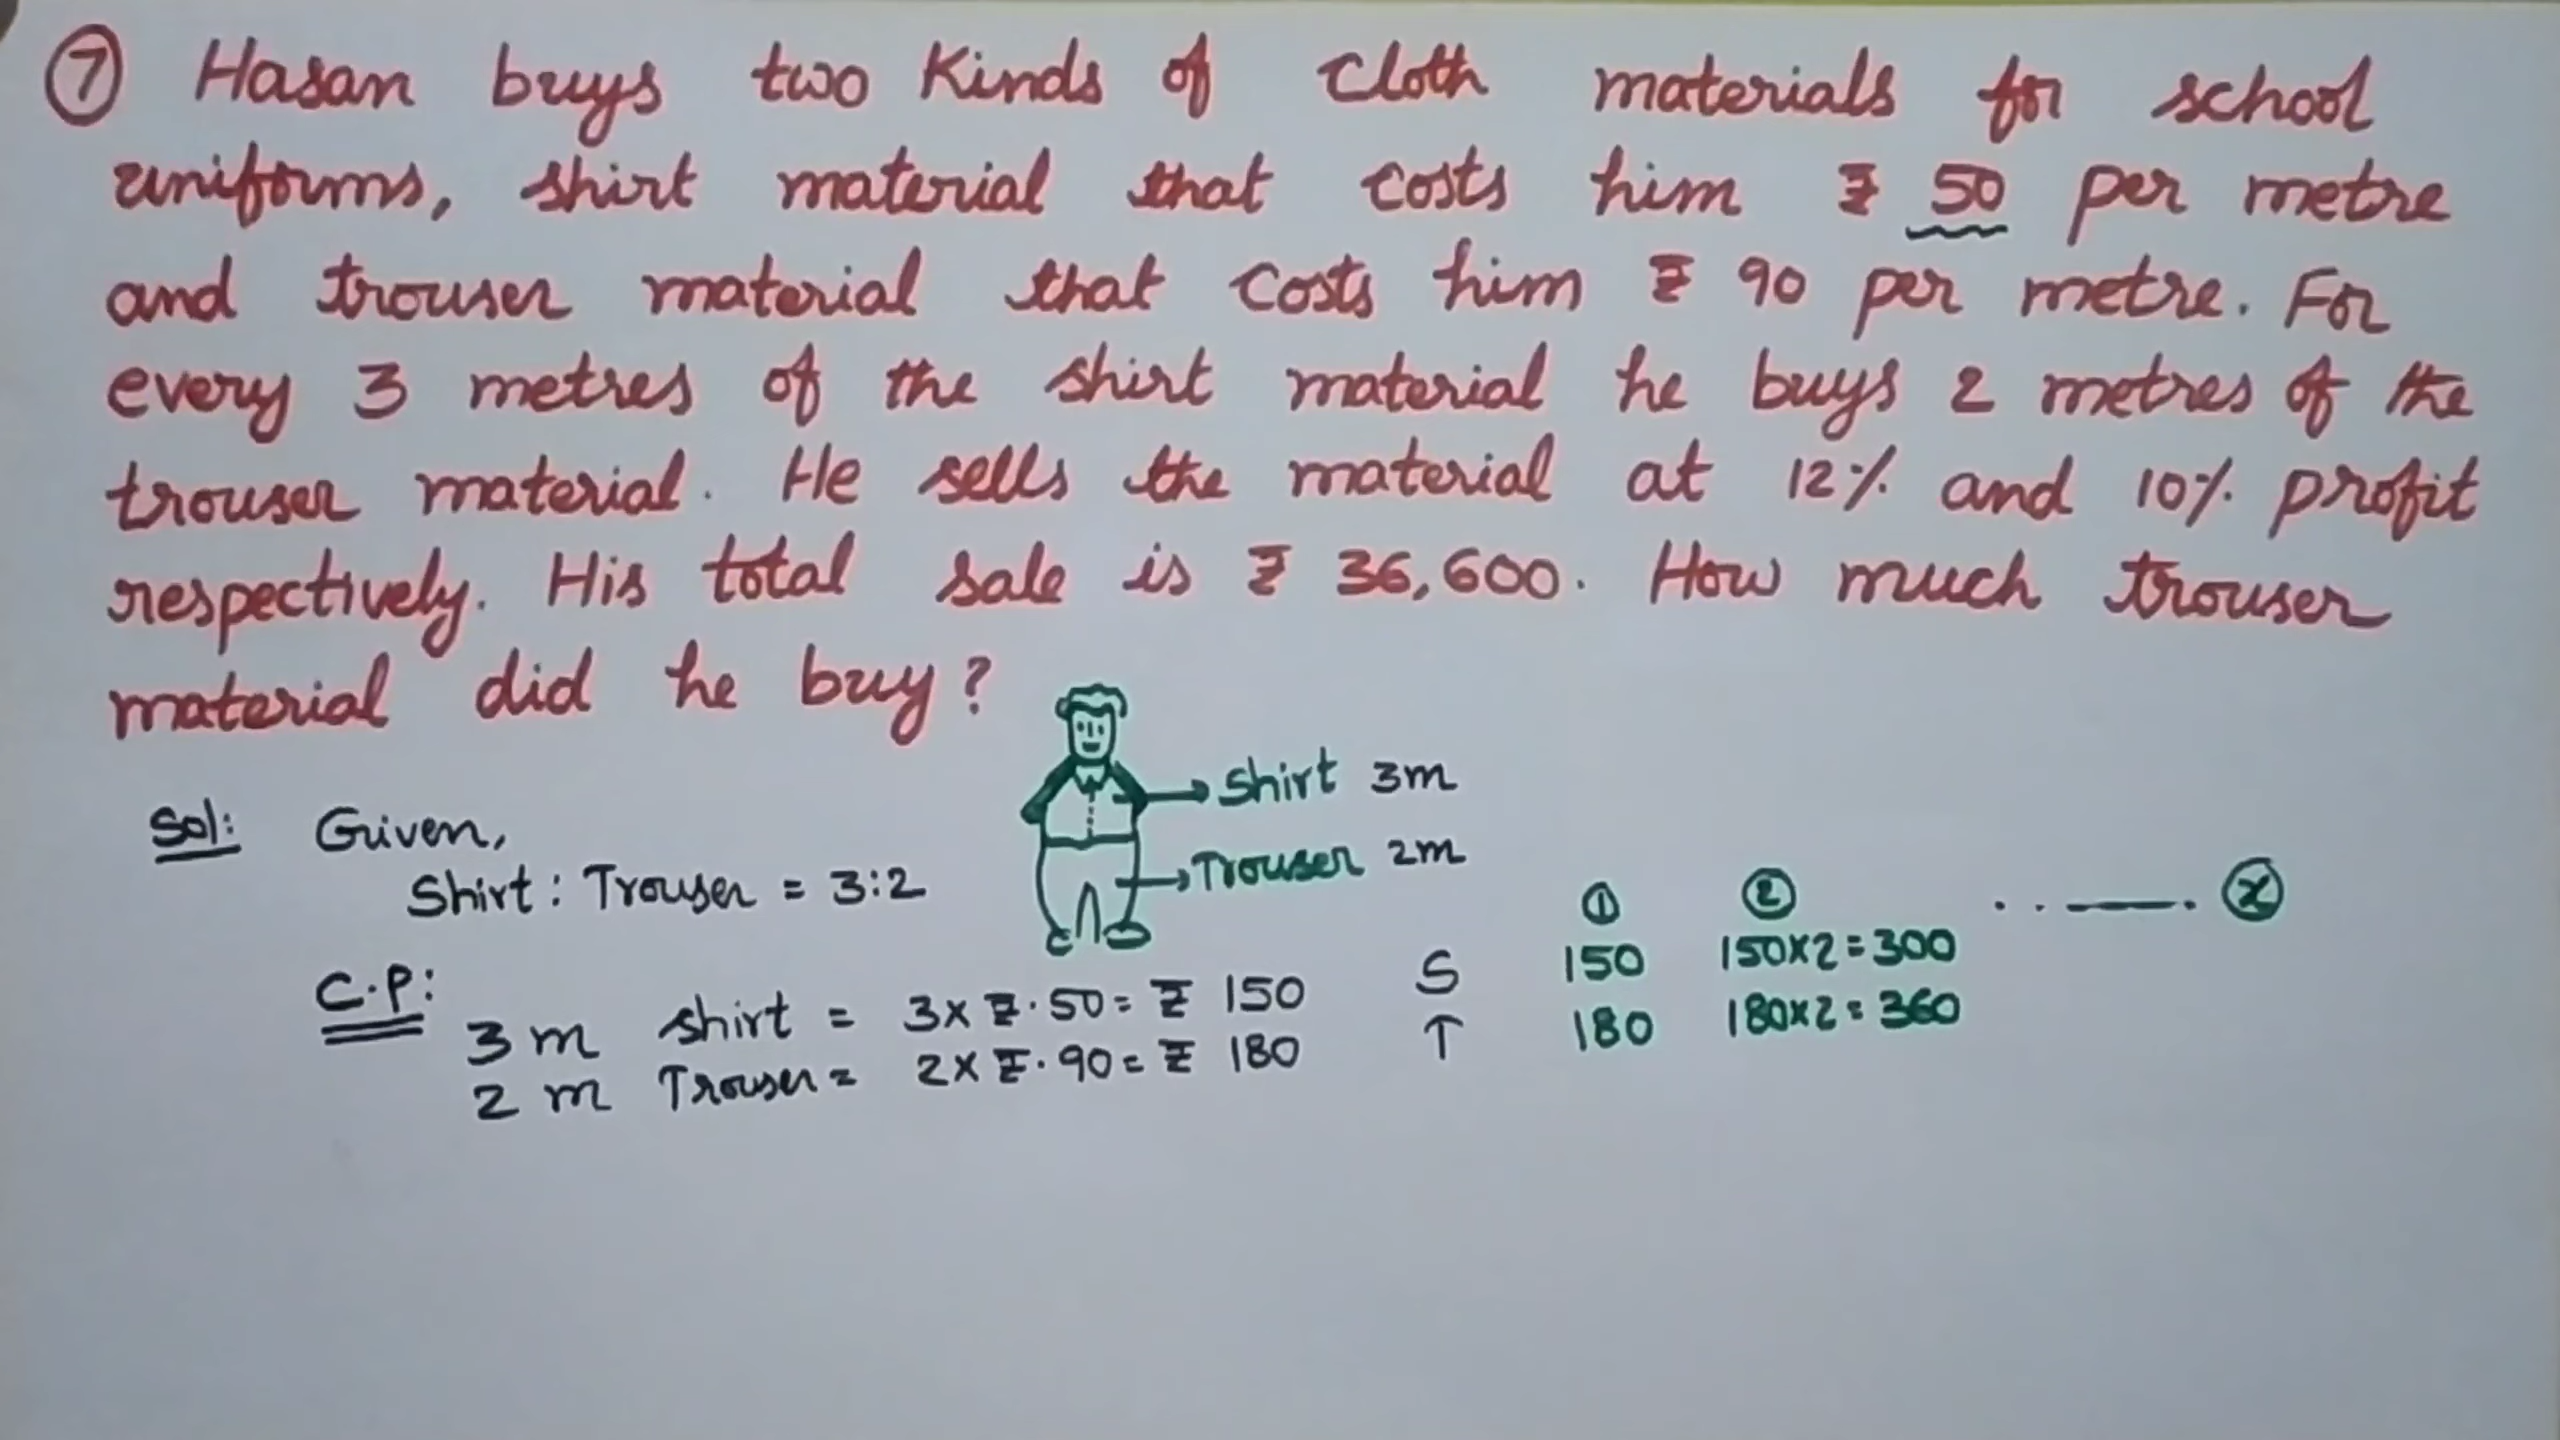 ⑦ Hasan buys two Kinds of cloth materials for school
uniforms, shirt material that costs him ₹ 50 per metre
and trouser material that costs him ₹ 90 per metre. For
every 3 metres of the shirt material he buys 2 metres of the
trouser material. He sells the material at 12% and 10% profit
respectively. His total sale is ₹ 36,600. How much trouser
material did he buy?
Sol: Given,
Shirt : Trouser = 3:2
Shirt 3m
Trouser 2m
C.P:
3 m shirt = 3 x ₹. 50 = ₹ 150
2 m Trouser = 2 x ₹. 90 = ₹ 180
① ② . . —— . ⓧ
S 150 150x2=300
T 180 180x2=360